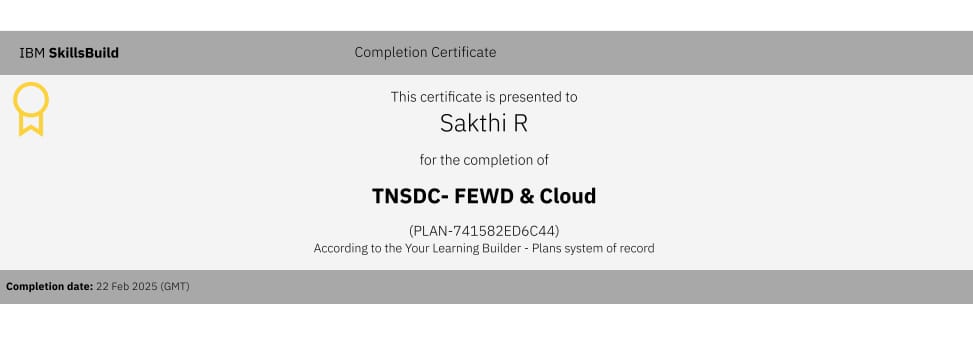 IBM SkillsBuild
Completion Certificate
This certificate is presented to
Sakthi R
for the completion of
TNSDC- FEWD & Cloud
(PLAN-741582ED6C44)
According to the Your Learning Builder - Plans system of record
Completion date: 22 Feb 2025 (GMT)